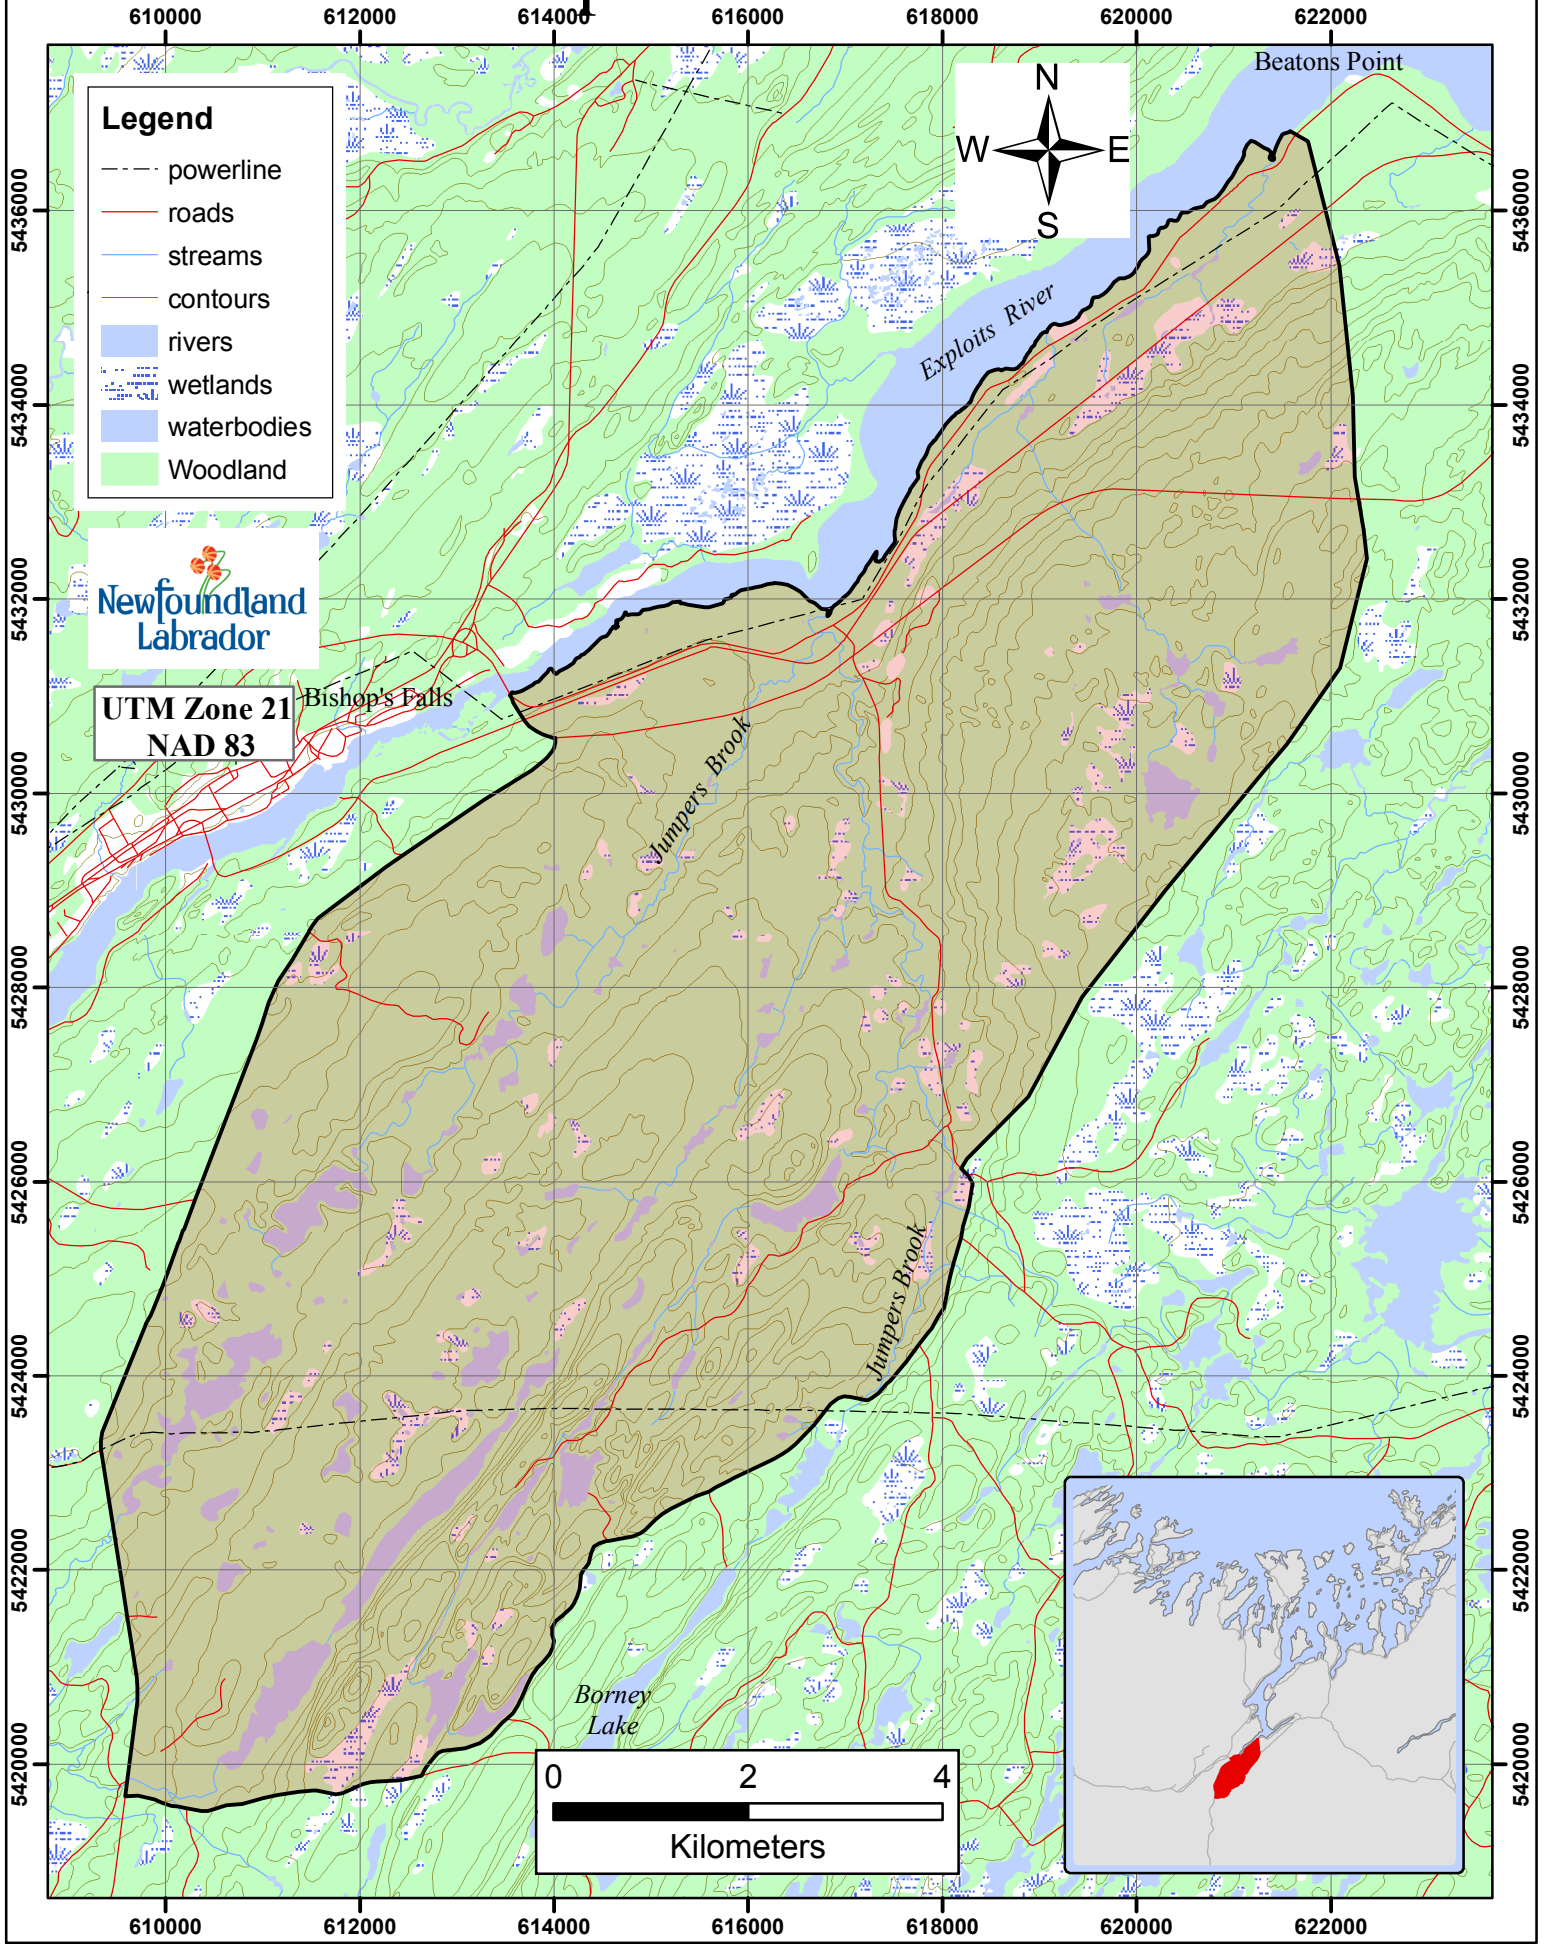 610000 612000 614000 616000 618000 620000 622000
Beatons Point
N
W E
S
Legend
powerline
roads
streams
contours
rivers
wetlands
waterbodies
Woodland
5436000
5436000
Exploits River
5434000
5434000
Newfoundland
Labrador
5432000
5432000
UTM Zone 21
NAD 83
Bishop's Falls
Jumpers Brook
5430000
5430000
5428000
5428000
5426000
5426000
Jumpers Brook
5424000
5424000
5422000
5422000
Borney
Lake
5420000
5420000
0 2 4
Kilometers
610000 612000 614000 616000 618000 620000 622000